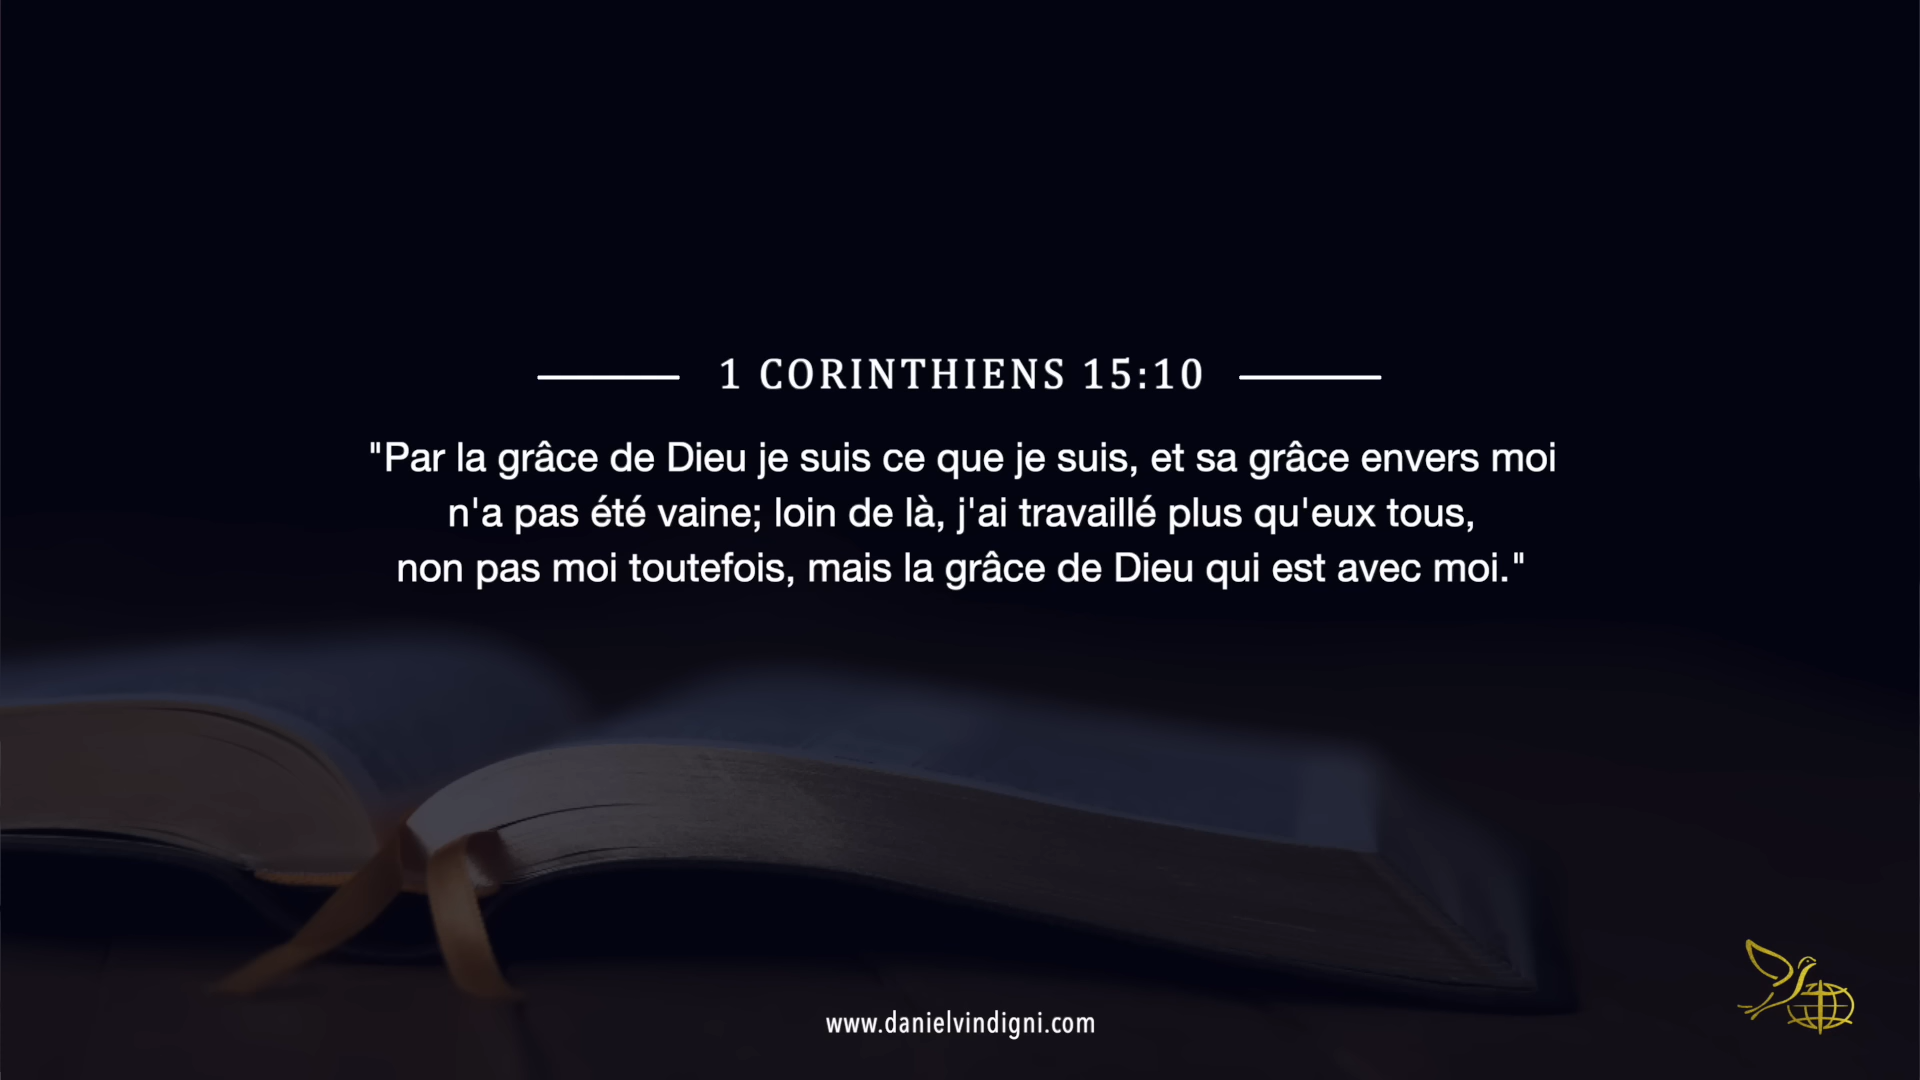 1 CORINTHIENS 15:10
"Par la grâce de Dieu je suis ce que je suis, et sa grâce envers moi
n'a pas été vaine; loin de là, j'ai travaillé plus qu'eux tous,
non pas moi toutefois, mais la grâce de Dieu qui est avec moi."
www.danielvindigni.com